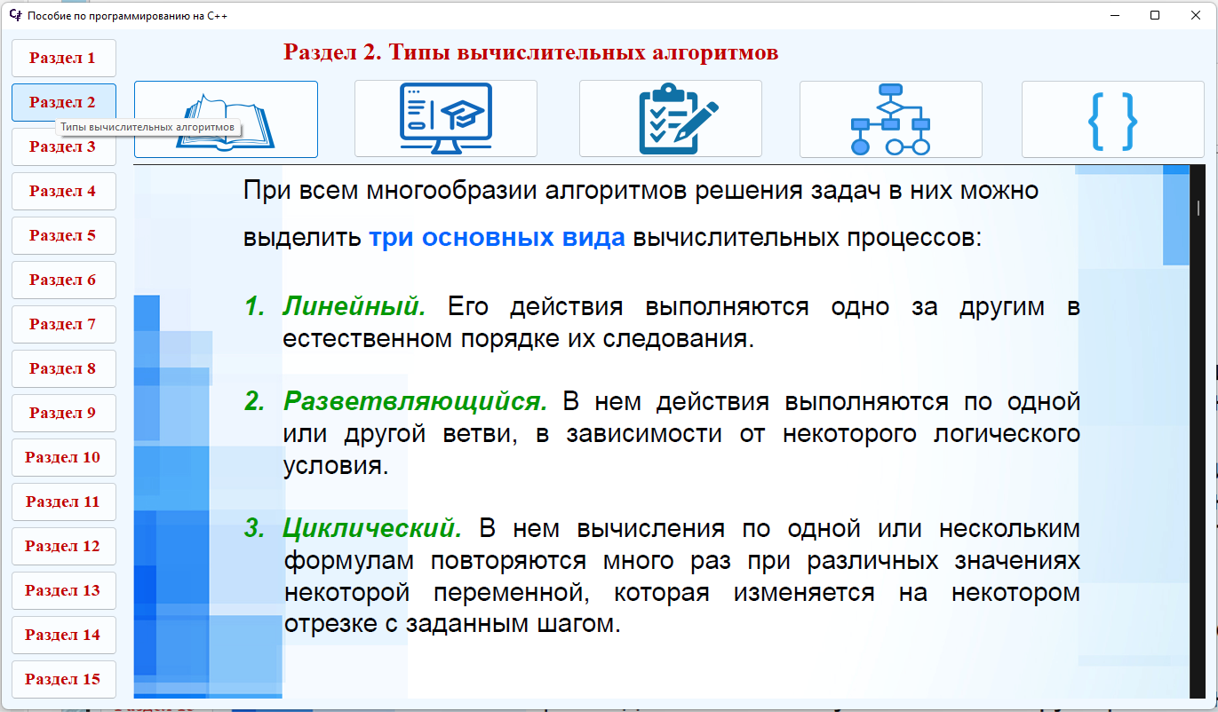 Пособие по программированию на C++
Раздел 2. Типы вычислительных алгоритмов
Раздел 1
Раздел 2
Типы вычислительных алгоритмов
Раздел 3
Раздел 4
Раздел 5
Раздел 6
Раздел 7
Раздел 8
Раздел 9
Раздел 10
Раздел 11
Раздел 12
Раздел 13
Раздел 14
Раздел 15
{ }
При всем многообразии алгоритмов решения задач в них можно
выделить три основных вида вычислительных процессов:
1. Линейный. Его действия выполняются одно за другим в
естественном порядке их следования.
2. Разветвляющийся. В нем действия выполняются по одной
или другой ветви, в зависимости от некоторого логического
условия.
3. Циклический. В нем вычисления по одной или нескольким
формулам повторяются много раз при различных значениях
некоторой переменной, которая изменяется на некотором
отрезке с заданным шагом.